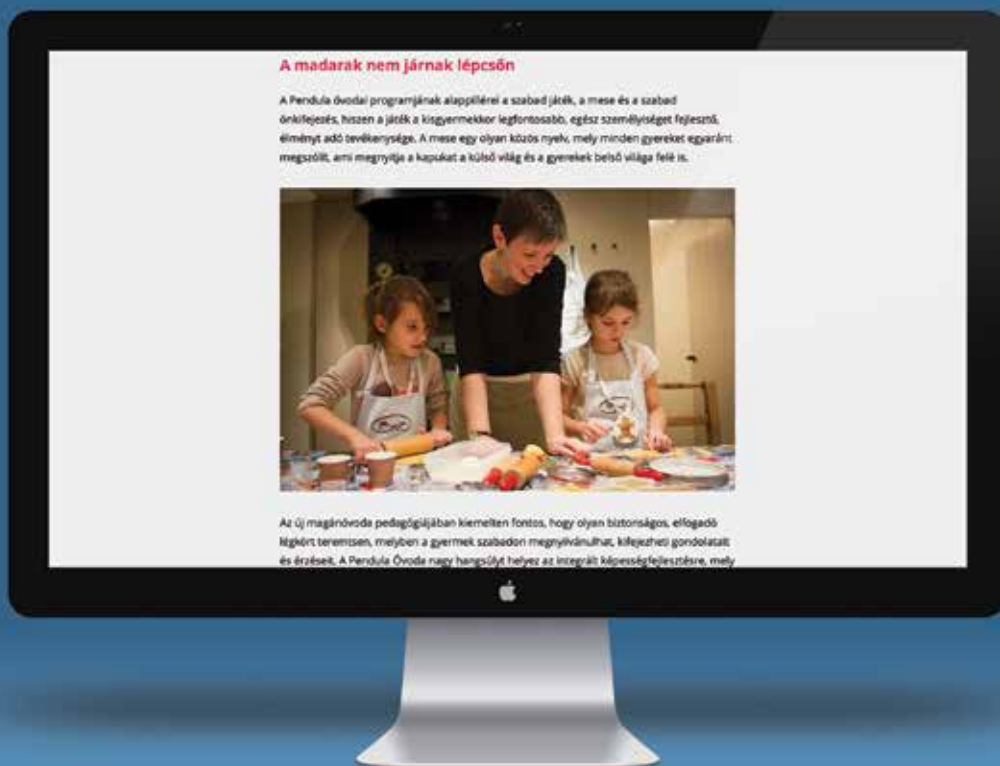 A madarak nem járnak lépcsőn
A Pendula óvodai programjának alappillérei a szabad játék, a mese és a szabad
önkifejezés, hiszen a játék a kisgyermekkor legfontosabb, egész személyiséget fejlesztő,
élményt adó tevékenysége. A mese egy olyan közös nyelv, mely minden gyereket egyaránt
megszólít, ami megnyitja a kapukat a külső világ és a gyerekek belső világa felé is.
Az új magánóvoda pedagógiájában kiemelten fontos, hogy olyan biztonságos, elfogadó
légkört teremtsen, melyben a gyermek szabadon megnyilvánulhat, kifejezheti gondolatait
és érzéseit. A Pendula Óvoda nagy hangsúlyt helyez az integrált képességfejlesztésre, mely